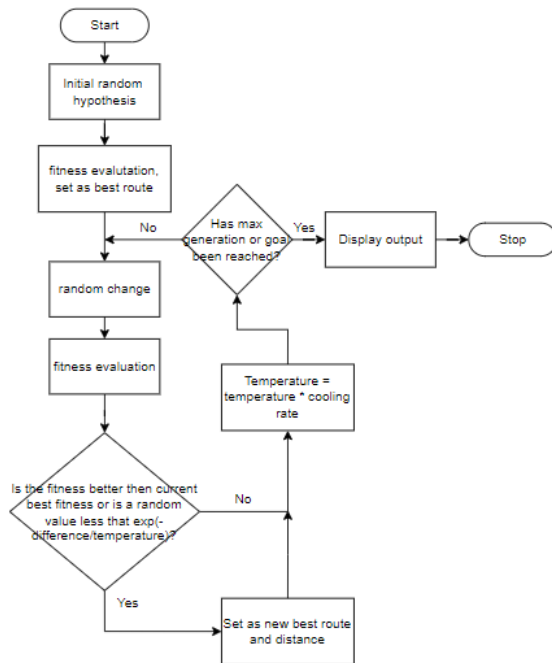 Start
Initial random
hypothesis
fitness evalutation,
set as best route
No
Has max
generation or goal
been reached?
Yes
Display output
Stop
random change
fitness evaluation
Temperature =
temperature * cooling
rate
Is the fitness better then current
best fitness or is a random
value less that exp(-
difference/temperature)?
No
Yes
Set as new best route
and distance